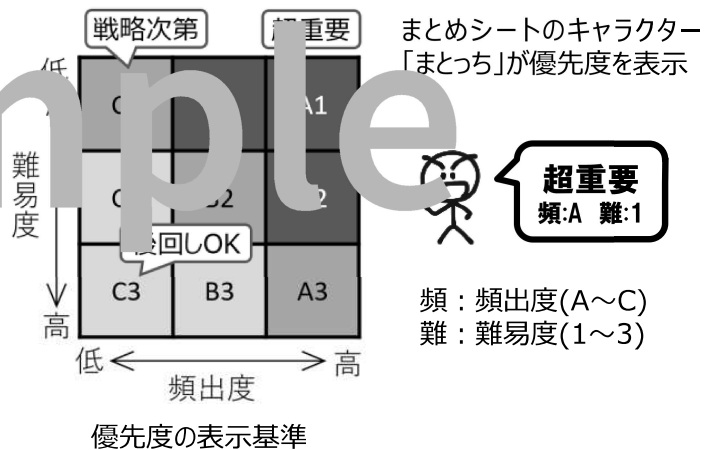 戦略次第
超重要
まとめシートのキャラクター
「まとっち」が優先度を表示
低
A1
難易度
B2
後回しOK
C3 B3 A3
高
低 高
頻出度
優先度の表示基準
超重要
頻:A 難:1
頻：頻出度(A～C)
難：難易度(1～3)
mple